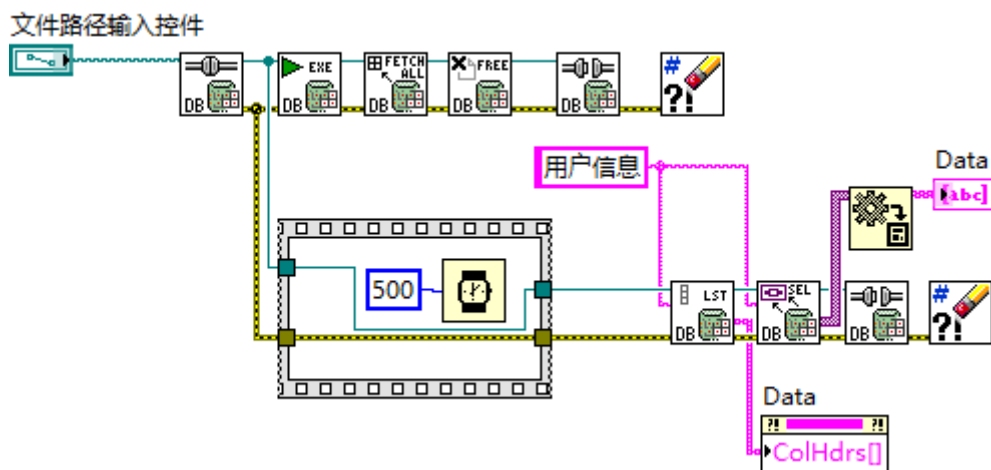 文件路径输入控件
EXE
FETCH
ALL
FREE
#
DB
DB
DB
DB
DB
?!
用户信息
Data
[abc]
500
LST
SEL
#
DB
DB
DB
?!
Data
?! ?!
ColHdrs[]